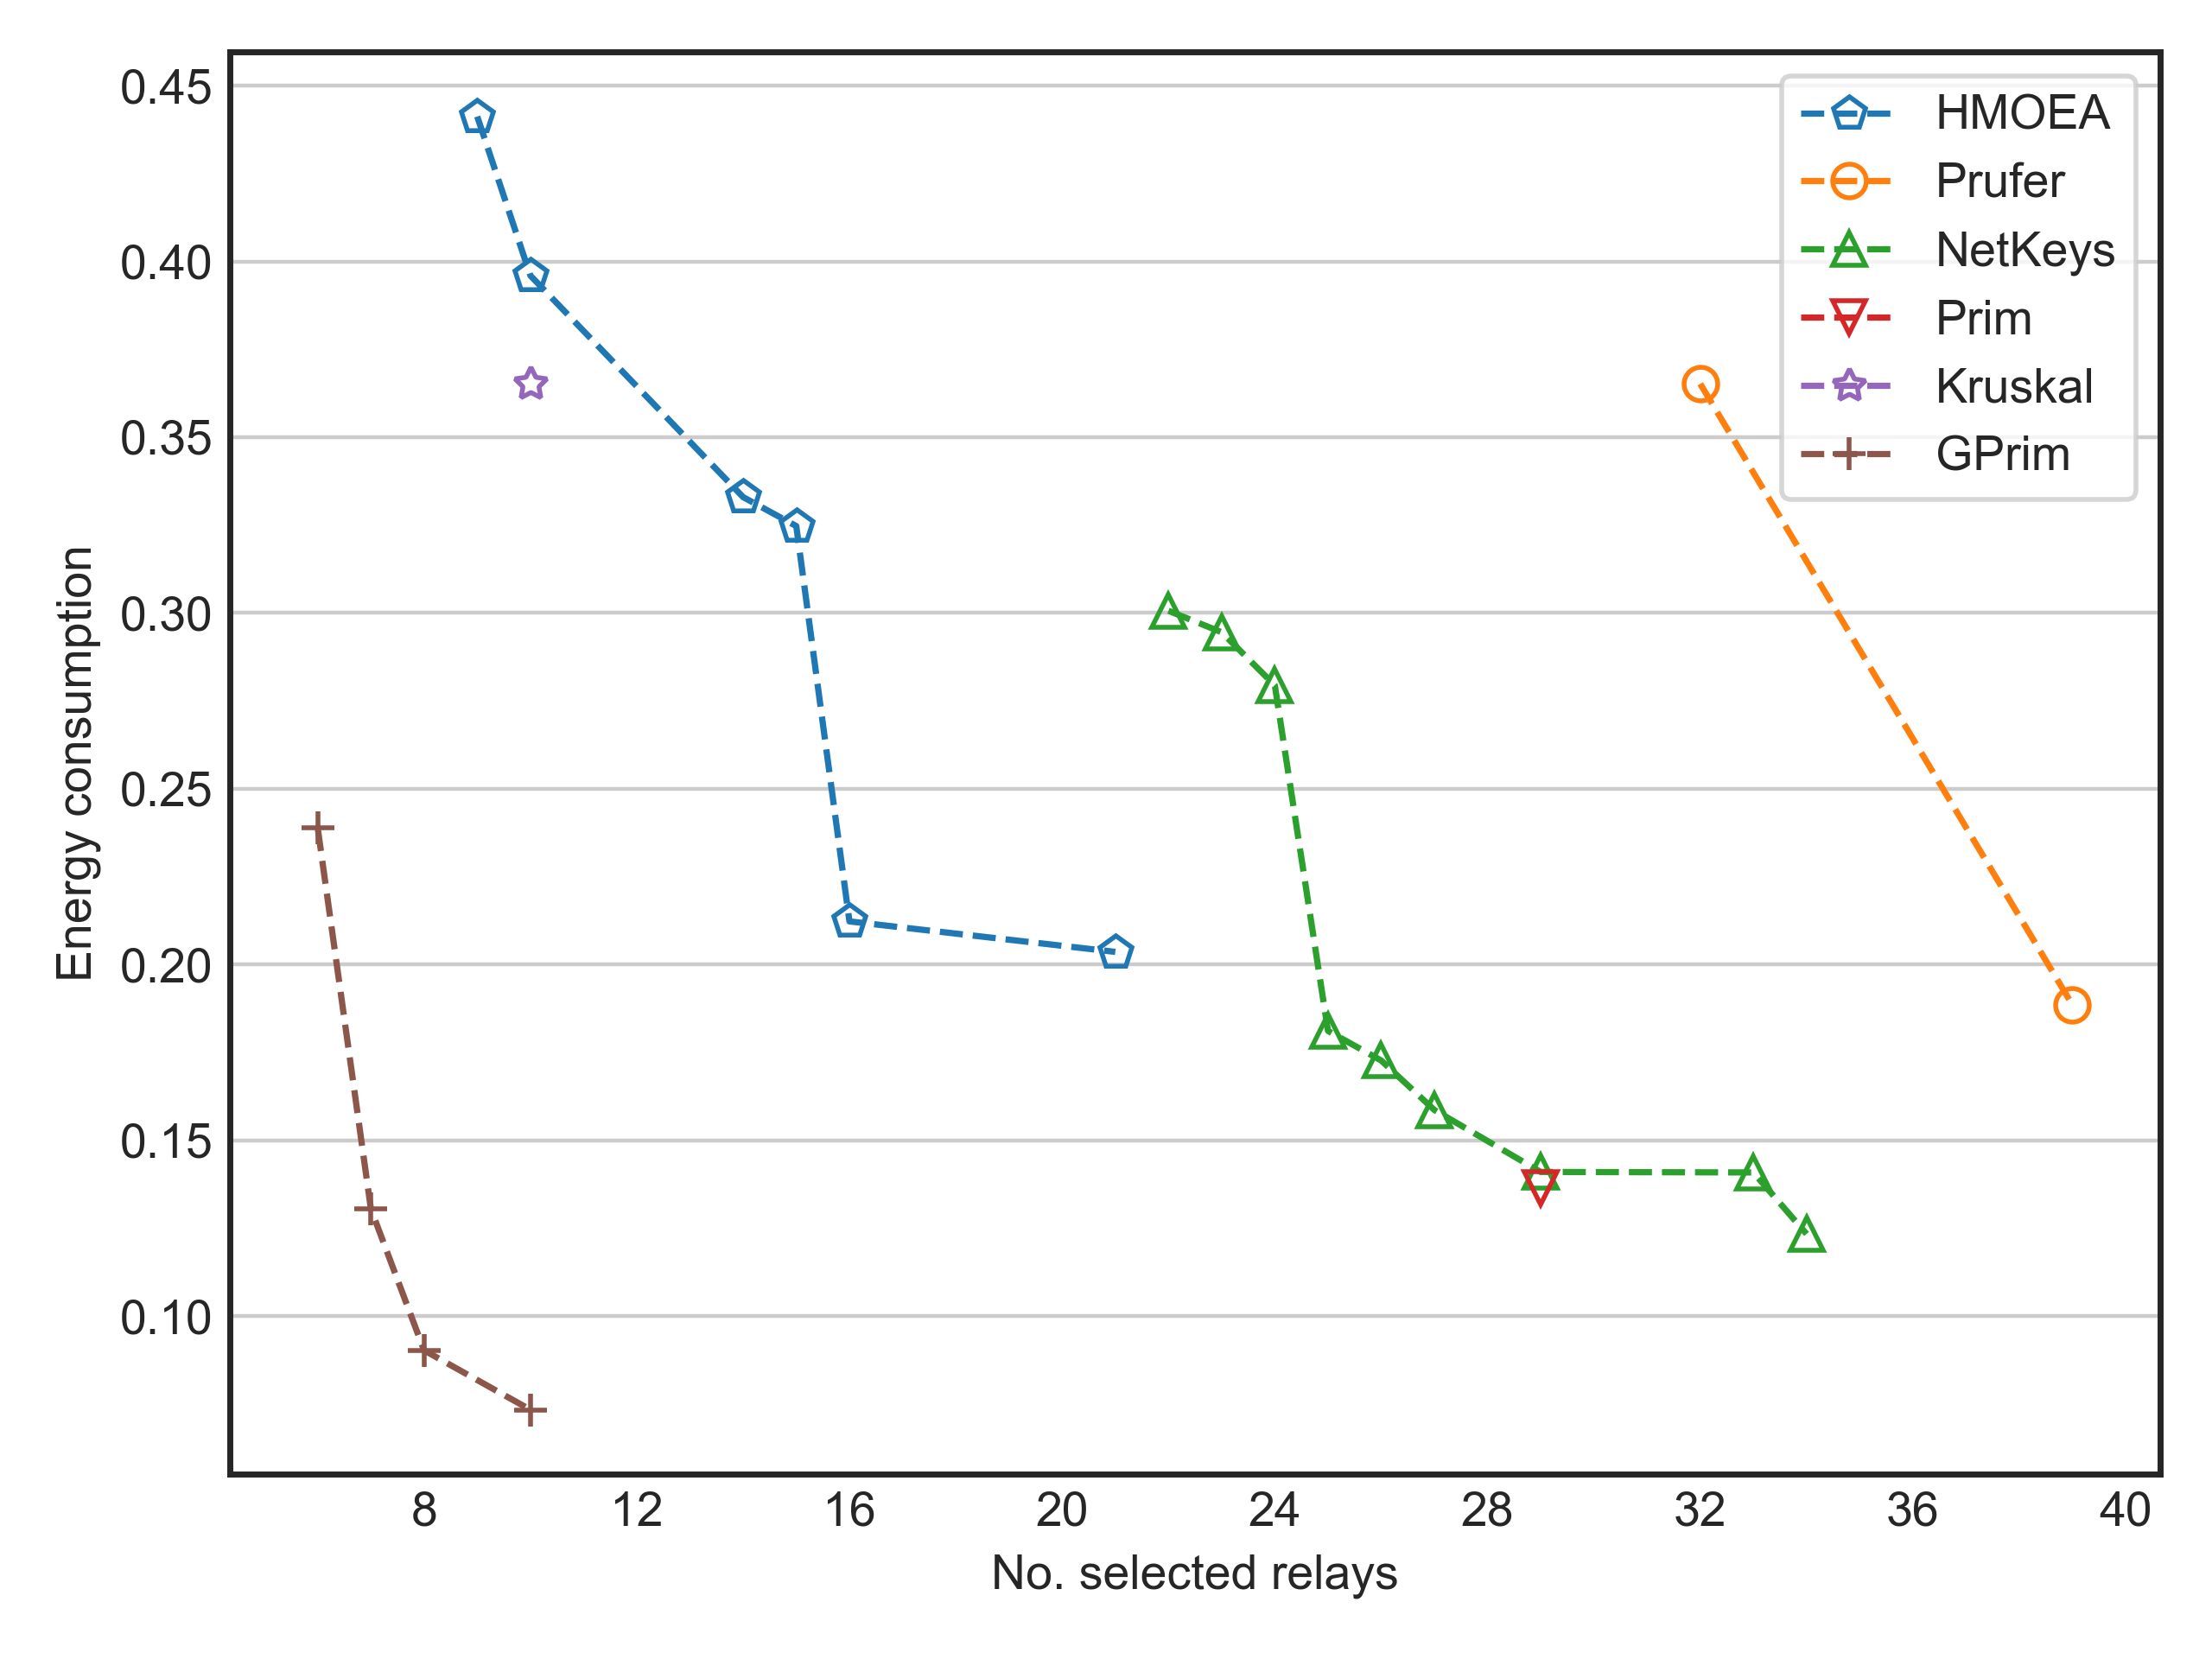 0.45
0.40
0.35
0.30
0.25
0.20
0.15
0.10
Energy consumption
8 12 16 20 24 28 32 36 40
No. selected relays
HMOEA
Prufer
NetKeys
Prim
Kruskal
GPrim